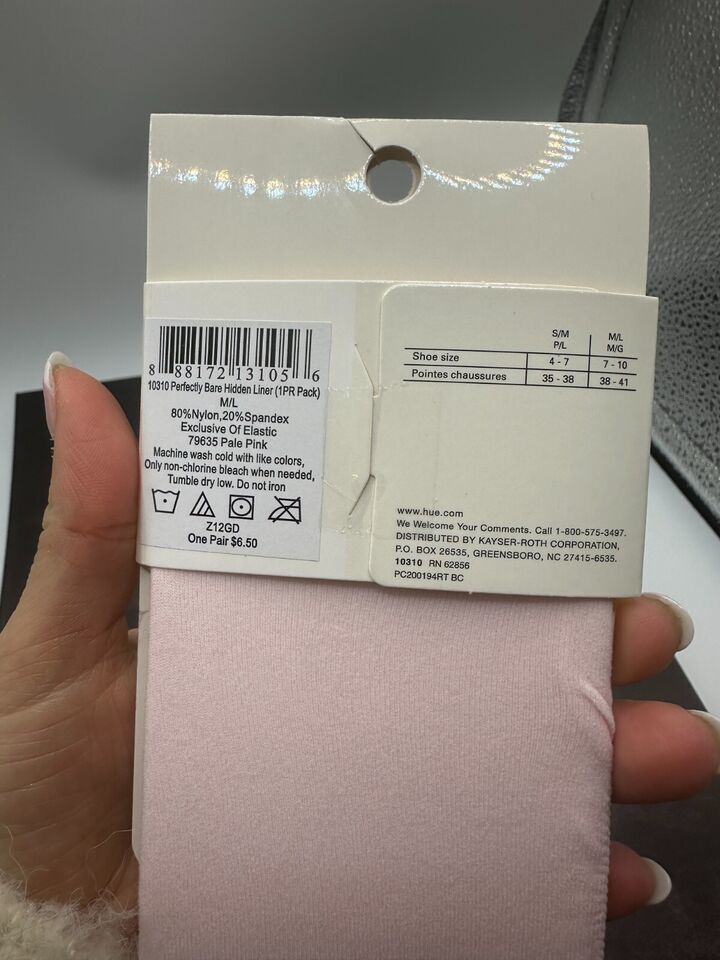 8 88172 13105 6
10310 Perfectly Bare Hidden Liner (1PR Pack)
M/L
80%Nylon,20%Spandex
Exclusive Of Elastic
79635 Pale Pink
Machine wash cold with like colors,
Only non-chlorine bleach when needed,
Tumble dry low. Do not iron
Z12GD
One Pair $6.50
S/M M/L
P/L M/G
Shoe size 4 - 7 7 - 10
Pointes chaussures 35 - 38 38 - 41
www.hue.com
We Welcome Your Comments. Call 1-800-575-3497.
DISTRIBUTED BY KAYSER-ROTH CORPORATION,
P.O. BOX 26535, GREENSBORO, NC 27415-6535.
10310 RN 62856
PC200194RT BC